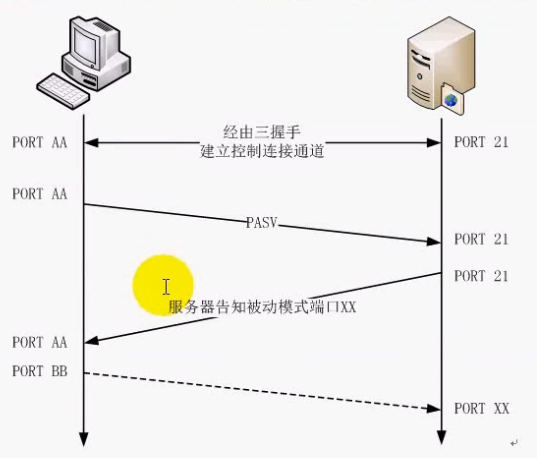 经由三握手
PORT AA
建立控制连接通道
PORT 21
PORT AA
PASV
PORT 21
PORT 21
服务器告知被动模式端口XX
PORT AA
PORT BB
PORT XX